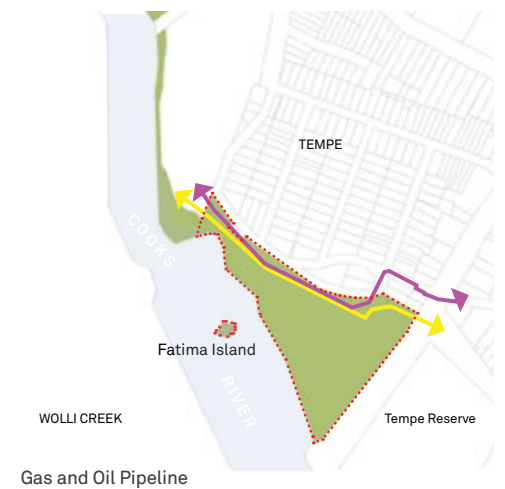 TEMPE
COOKS
Fatima Island
RIVER
WOLLI CREEK
Tempe Reserve
Gas and Oil Pipeline